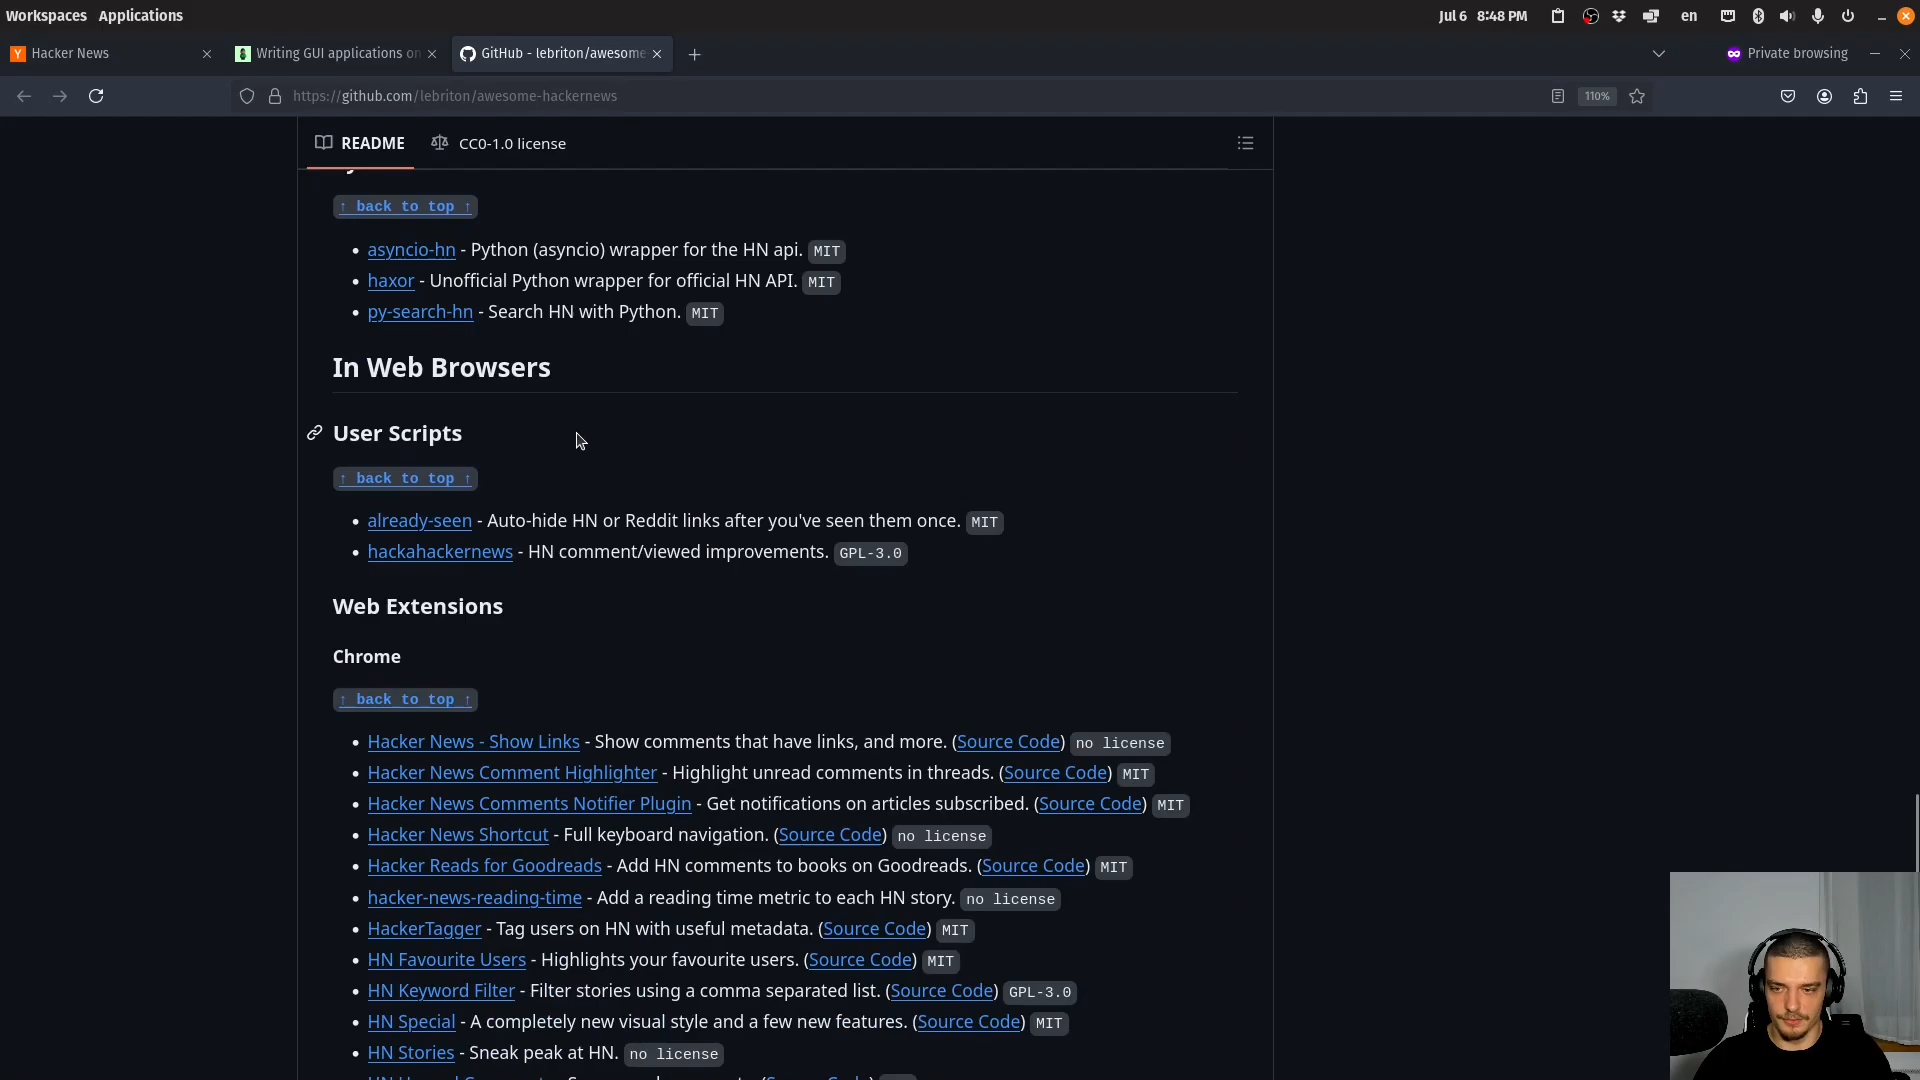 Workspaces Applications
Jul 6 8:48 PM
en
Hacker News
Writing GUI applications on
GitHub - lebriton/awesome-
Private browsing
https://github.com/lebriton/awesome-hackernews
110%
README
CC0-1.0 license
↑ back to top ↑
asyncio-hn - Python (asyncio) wrapper for the HN api. MIT
haxor - Unofficial Python wrapper for official HN API. MIT
py-search-hn - Search HN with Python. MIT
In Web Browsers
User Scripts
↑ back to top ↑
already-seen - Auto-hide HN or Reddit links after you've seen them once. MIT
hackahackernews - HN comment/viewed improvements. GPL-3.0
Web Extensions
Chrome
↑ back to top ↑
Hacker News - Show Links - Show comments that have links, and more. (Source Code) no license
Hacker News Comment Highlighter - Highlight unread comments in threads. (Source Code) MIT
Hacker News Comments Notifier Plugin - Get notifications on articles subscribed. (Source Code) MIT
Hacker News Shortcut - Full keyboard navigation. (Source Code) no license
Hacker Reads for Goodreads - Add HN comments to books on Goodreads. (Source Code) MIT
hacker-news-reading-time - Add a reading time metric to each HN story. no license
HackerTagger - Tag users on HN with useful metadata. (Source Code) MIT
HN Favourite Users - Highlights your favourite users. (Source Code) MIT
HN Keyword Filter - Filter stories using a comma separated list. (Source Code) GPL-3.0
HN Special - A completely new visual style and a few new features. (Source Code) MIT
HN Stories - Sneak peak at HN. no license